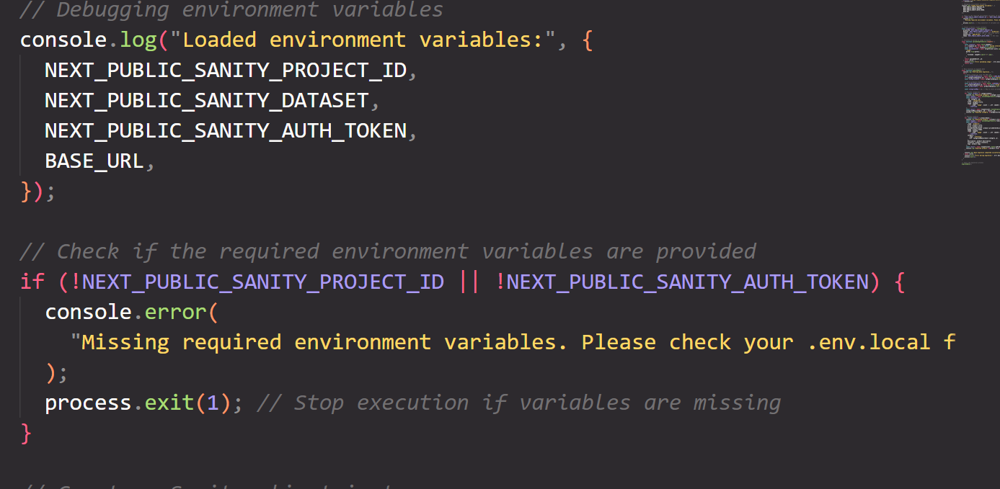 // Debugging environment variables
console.log("Loaded environment variables:", {
NEXT_PUBLIC_SANITY_PROJECT_ID,
NEXT_PUBLIC_SANITY_DATASET,
NEXT_PUBLIC_SANITY_AUTH_TOKEN,
BASE_URL,
});
// Check if the required environment variables are provided
if (!NEXT_PUBLIC_SANITY_PROJECT_ID || !NEXT_PUBLIC_SANITY_AUTH_TOKEN) {
console.error(
"Missing required environment variables. Please check your .env.local f
);
process.exit(1); // Stop execution if variables are missing
}